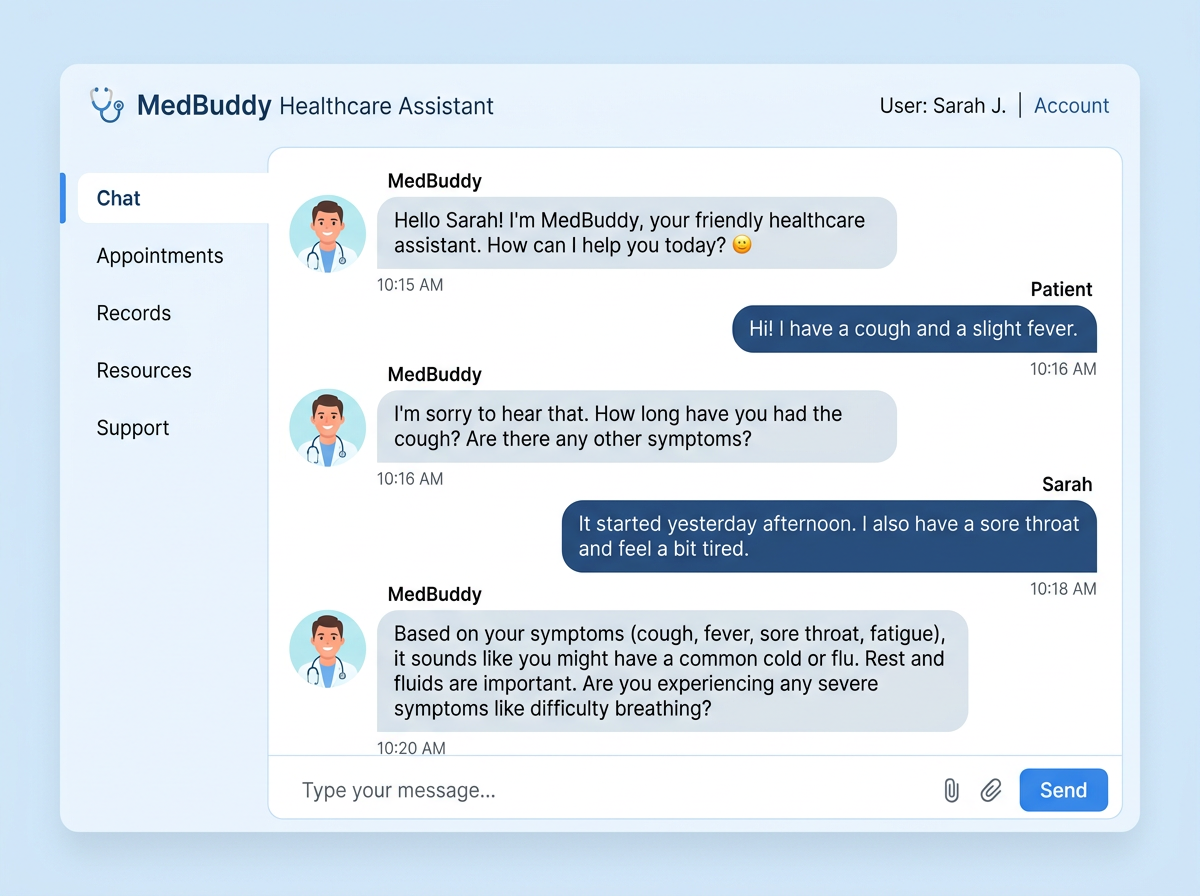 MedBuddy Healthcare Assistant
User: Sarah J. | Account
Chat
Appointments
Records
Resources
Support
MedBuddy
Hello Sarah! I'm MedBuddy, your friendly healthcare
assistant. How can I help you today? 🙂
10:15 AM
Patient
Hi! I have a cough and a slight fever.
10:16 AM
MedBuddy
I'm sorry to hear that. How long have you had the
cough? Are there any other symptoms?
10:16 AM
Sarah
It started yesterday afternoon. I also have a sore throat
and feel a bit tired.
10:18 AM
MedBuddy
Based on your symptoms (cough, fever, sore throat, fatigue),
it sounds like you might have a common cold or flu. Rest and
fluids are important. Are you experiencing any severe
symptoms like difficulty breathing?
10:20 AM
Type your message...
Send